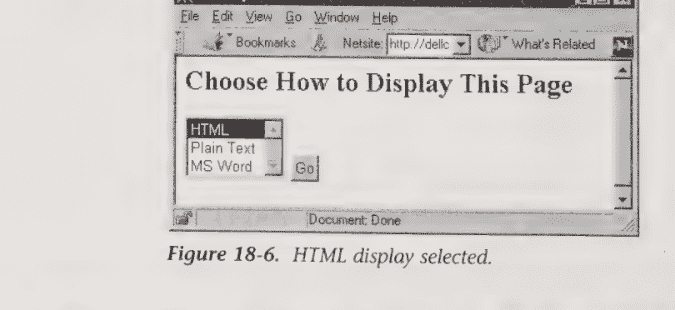 File Edit View Go Window Help
Bookmarks Netsite: http://dellc What's Related
Choose How to Display This Page
HTML
Plain Text
MS Word Go
Document: Done
Figure 18-6. HTML display selected.